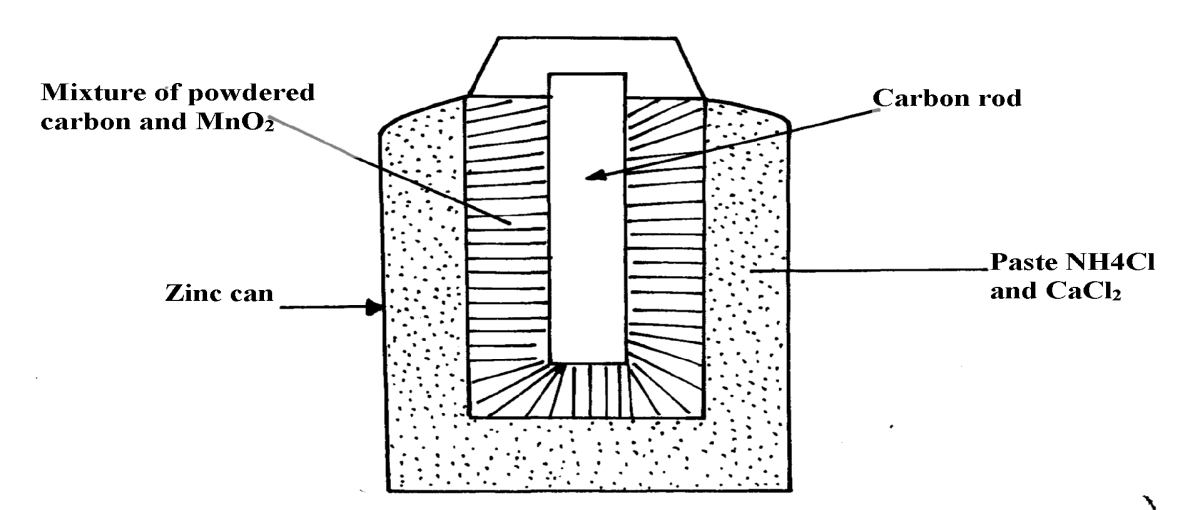 Mixture of powdered
carbon and MnO₂
Carbon rod
Zinc can
Paste NH4Cl
and CaCl₂